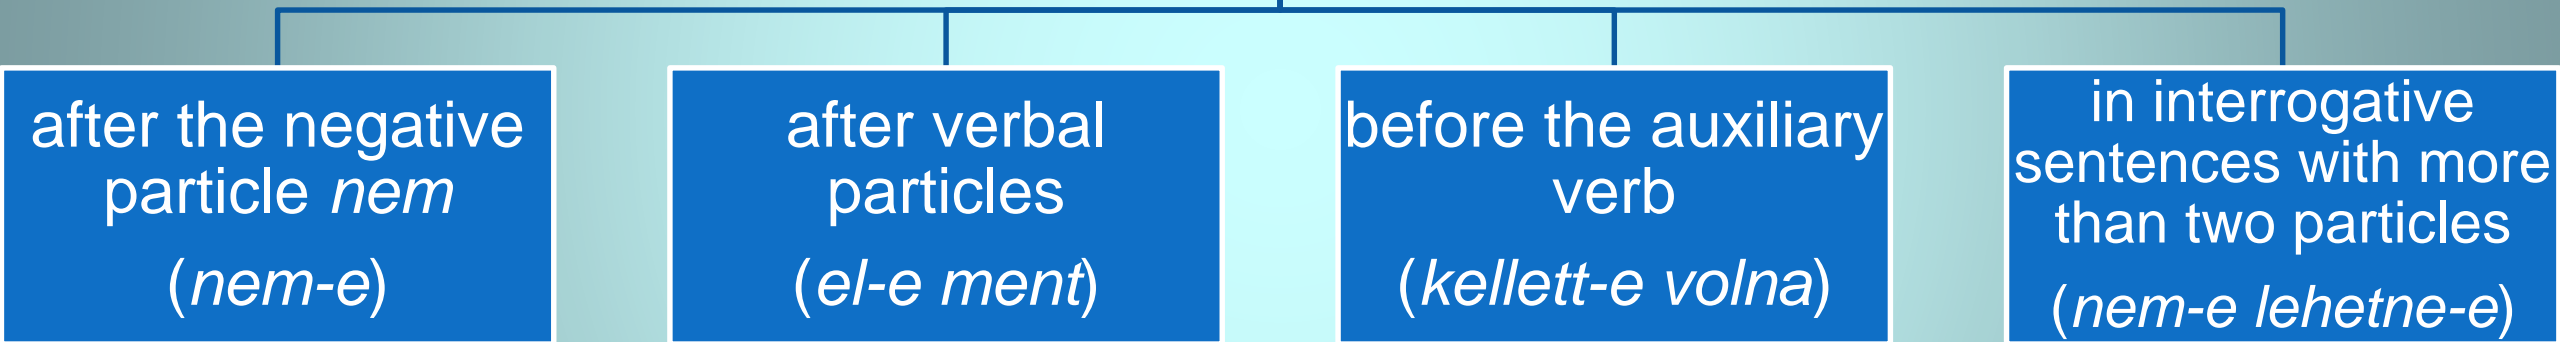 after the negative
particle nem
(nem-e)
after verbal
particles
(el-e ment)
before the auxiliary
verb
(kellett-e volna)
in interrogative
sentences with more
than two particles
(nem-e lehetne-e)